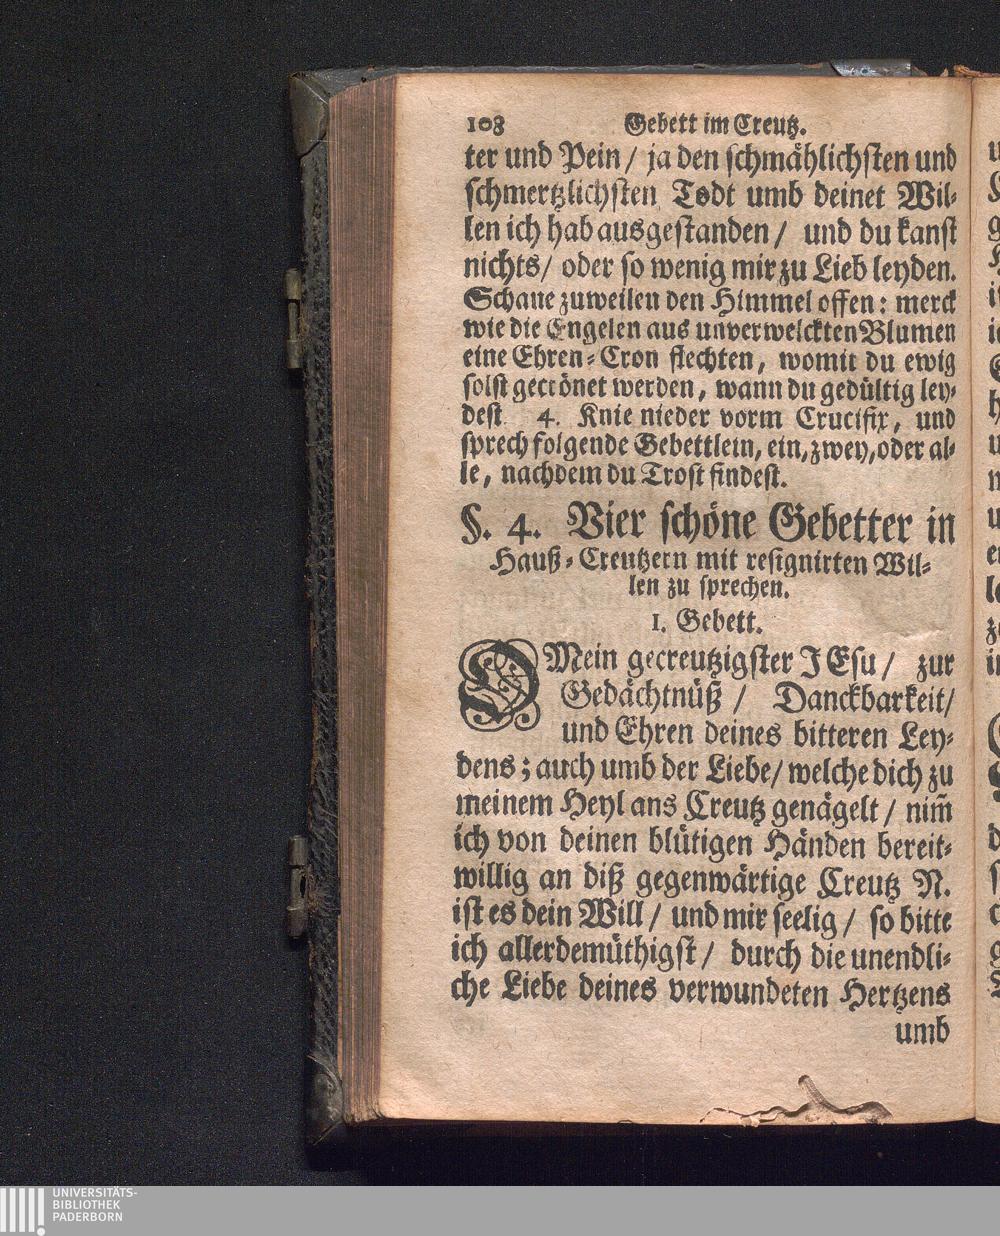 108 Gebett im Creutz.
ter und Pein / ja den schmählichsten und
schmertzlichsten Todt umb deinet Wil-
len ich hab ausgestanden / und du kanst
nichts / oder so wenig mir zu Lieb leyden.
Schaue zuweilen den Himmel offen: merck
wie die Engelen aus unverwelckten Blumen
eine Ehren-Cron flechten, womit du ewig
solst gecrönet werden, wann du gedültig ley-
dest. 4. Knie nieder vorm Crucifix, und
sprech folgende Gebettlein, ein, zwey, oder al-
le, nachdem du Trost findest.
§. 4. Vier schöne Gebetter in
Hauß-Creutzern mit resignirten Wil-
len zu sprechen.
1. Gebett.
O Mein gecreutzigster JEsu / zur
Gedächtnüß / Danckbarkeit /
und Ehren deines bitteren Ley-
dens; auch umb der Liebe / welche dich zu
meinem Heyl ans Creutz genägelt / nim̄
ich von deinen blütigen Händen bereit-
willig an diß gegenwärtige Creutz N.
ist es dein Will / und mir seelig / so bitte
ich allerdemüthigst / durch die unendli-
che Liebe deines verwundeten Hertzens
umb
UNIVERSITÄTS-
BIBLIOTHEK
PADERBORN